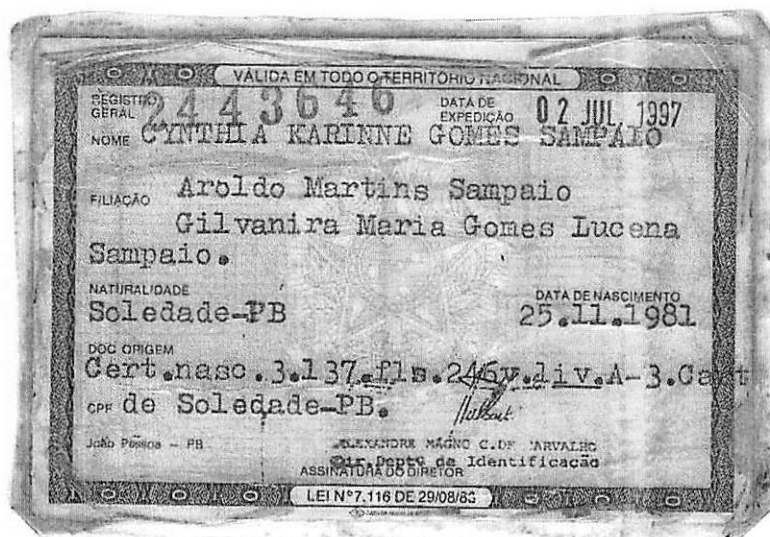 VÁLIDA EM TODO O TERRITÓRIO NACIONAL
REGISTRO GERAL 2443646 DATA DE EXPEDIÇÃO 02 JUL 1997
NOME CYNTHIA KARINNE GOMES SAMPAIO
FILIAÇÃO Aroldo Martins Sampaio
Gilvanira Maria Gomes Lucena
Sampaio.
NATURALIDADE DATA DE NASCIMENTO
Soledade-PB 25.11.1981
DOC ORIGEM
Cert.nasc.3.137.fls.246v.liv.A-3.Cart
CPF de Soledade-PB.
João Pessoa - PB ALEXANDRE MAGNO C.DE CARVALHO
Dir.Deptº de Identificação
ASSINATURA DO DIRETOR
LEI Nº 7.116 DE 29/08/83